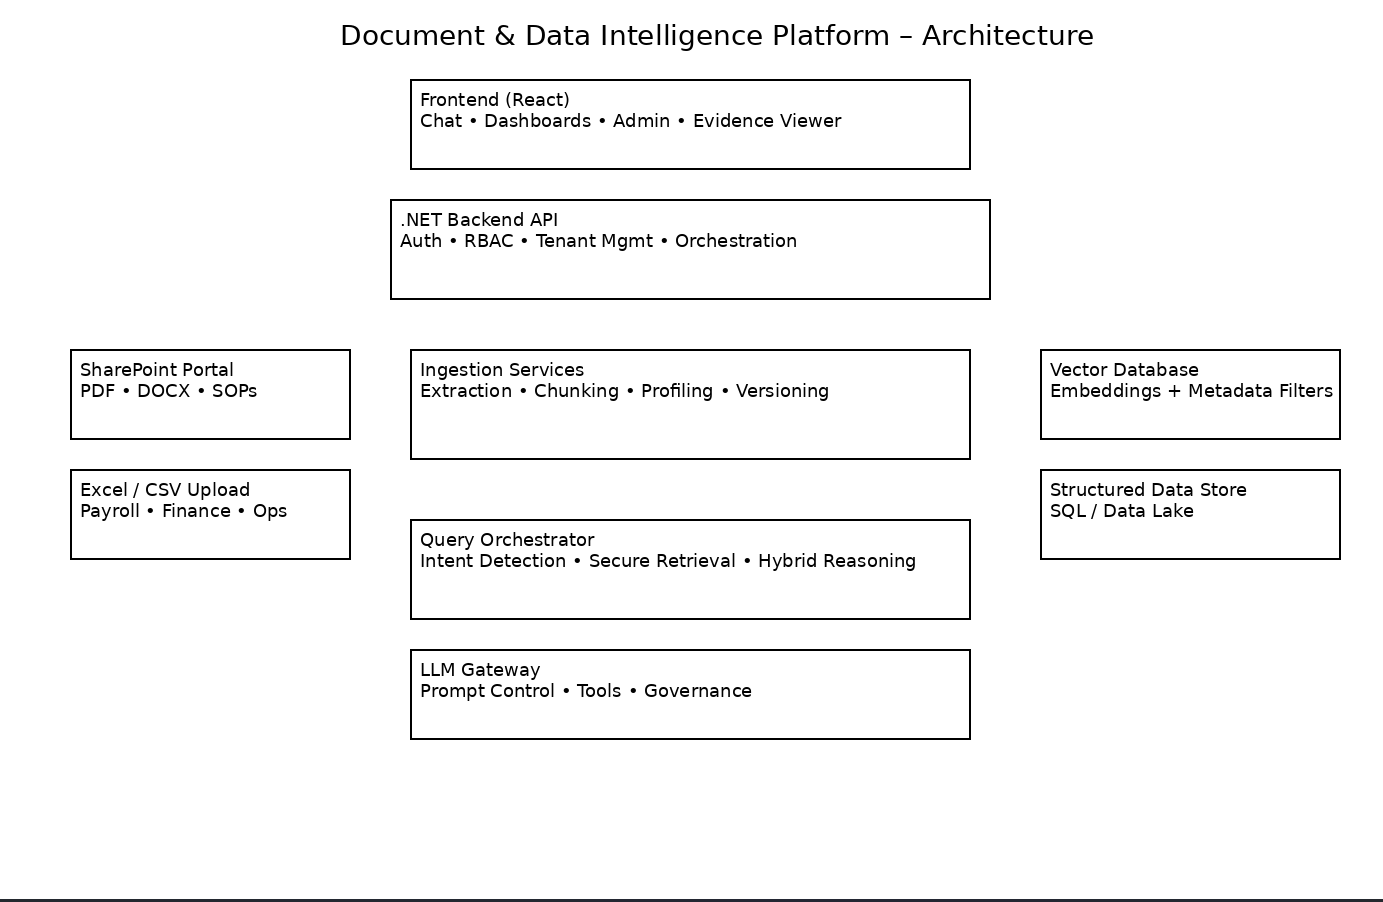 Document & Data Intelligence Platform – Architecture
Frontend (React)
Chat • Dashboards • Admin • Evidence Viewer
.NET Backend API
Auth • RBAC • Tenant Mgmt • Orchestration
SharePoint Portal
PDF • DOCX • SOPs
Ingestion Services
Extraction • Chunking • Profiling • Versioning
Vector Database
Embeddings + Metadata Filters
Excel / CSV Upload
Payroll • Finance • Ops
Structured Data Store
SQL / Data Lake
Query Orchestrator
Intent Detection • Secure Retrieval • Hybrid Reasoning
LLM Gateway
Prompt Control • Tools • Governance